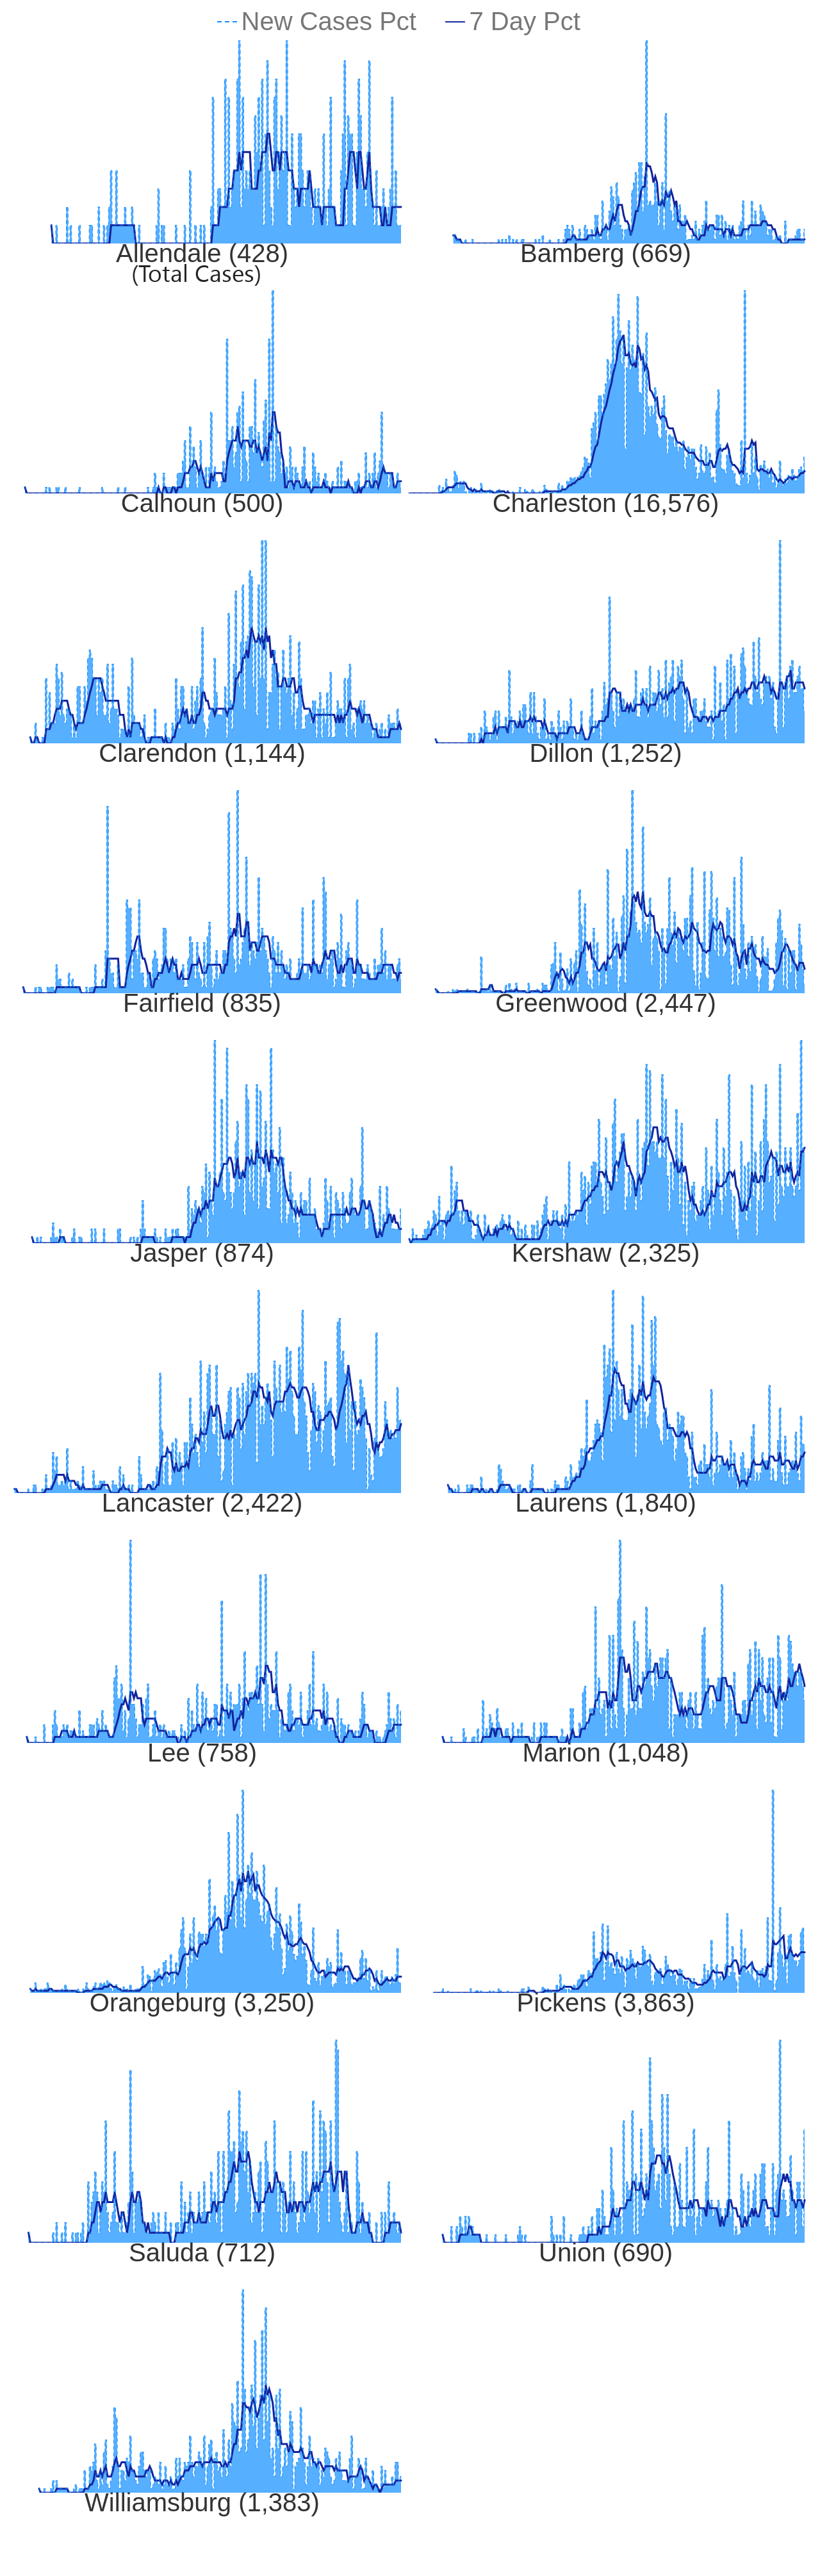 New Cases Pct 7 Day Pct
Allendale (428) Bamberg (669)
(Total Cases)
Calhoun (500) Charleston (16,576)
Clarendon (1,144) Dillon (1,252)
Fairfield (835) Greenwood (2,447)
Jasper (874) Kershaw (2,325)
Lancaster (2,422) Laurens (1,840)
Lee (758) Marion (1,048)
Orangeburg (3,250) Pickens (3,863)
Saluda (712) Union (690)
Williamsburg (1,383)